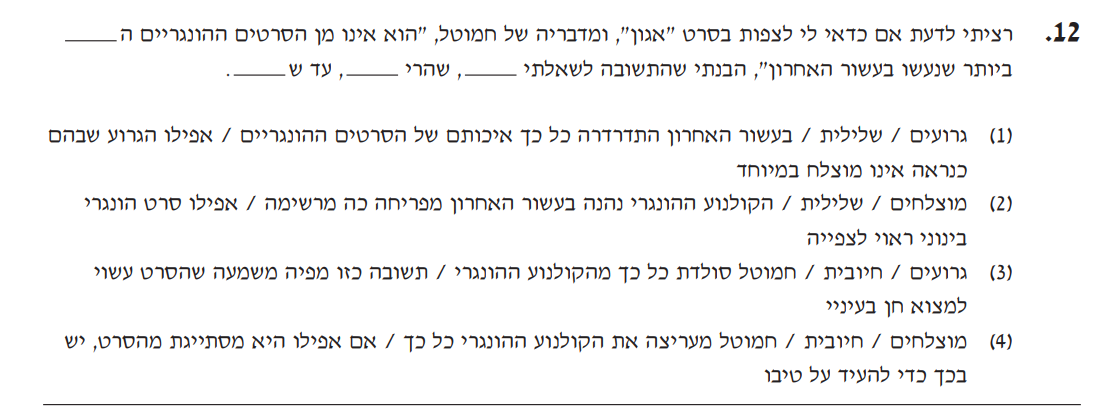 12. רציתי לדעת אם כדאי לי לצפות בסרט "אגון", ומדבריה של חמוטל, "הוא אינו מן הסרטים ההונגריים ה_____
ביותר שנעשו בעשור האחרון", הבנתי שהתשובה לשאלתי _____, שהרי _____, עד ש _____.
(1) גרועים / שלילית / בעשור האחרון התדרדרה כל כך איכותם של הסרטים ההונגריים / אפילו הגרוע שבהם
כנראה אינו מוצלח במיוחד
(2) מוצלחים / שלילית / הקולנוע ההונגרי נהנה בעשור האחרון מפריחה כה מרשימה / אפילו סרט הונגרי
בינוני ראוי לצפייה
(3) גרועים / חיובית / חמוטל סולדת כל כך מהקולנוע ההונגרי / תשובה כזו מפיה משמעה שהסרט עשוי
למצוא חן בעיניי
(4) מוצלחים / חיובית / חמוטל מעריצה את הקולנוע ההונגרי כל כך / אם אפילו היא מסתייגת מהסרט, יש
בכך כדי להעיד על טיבו